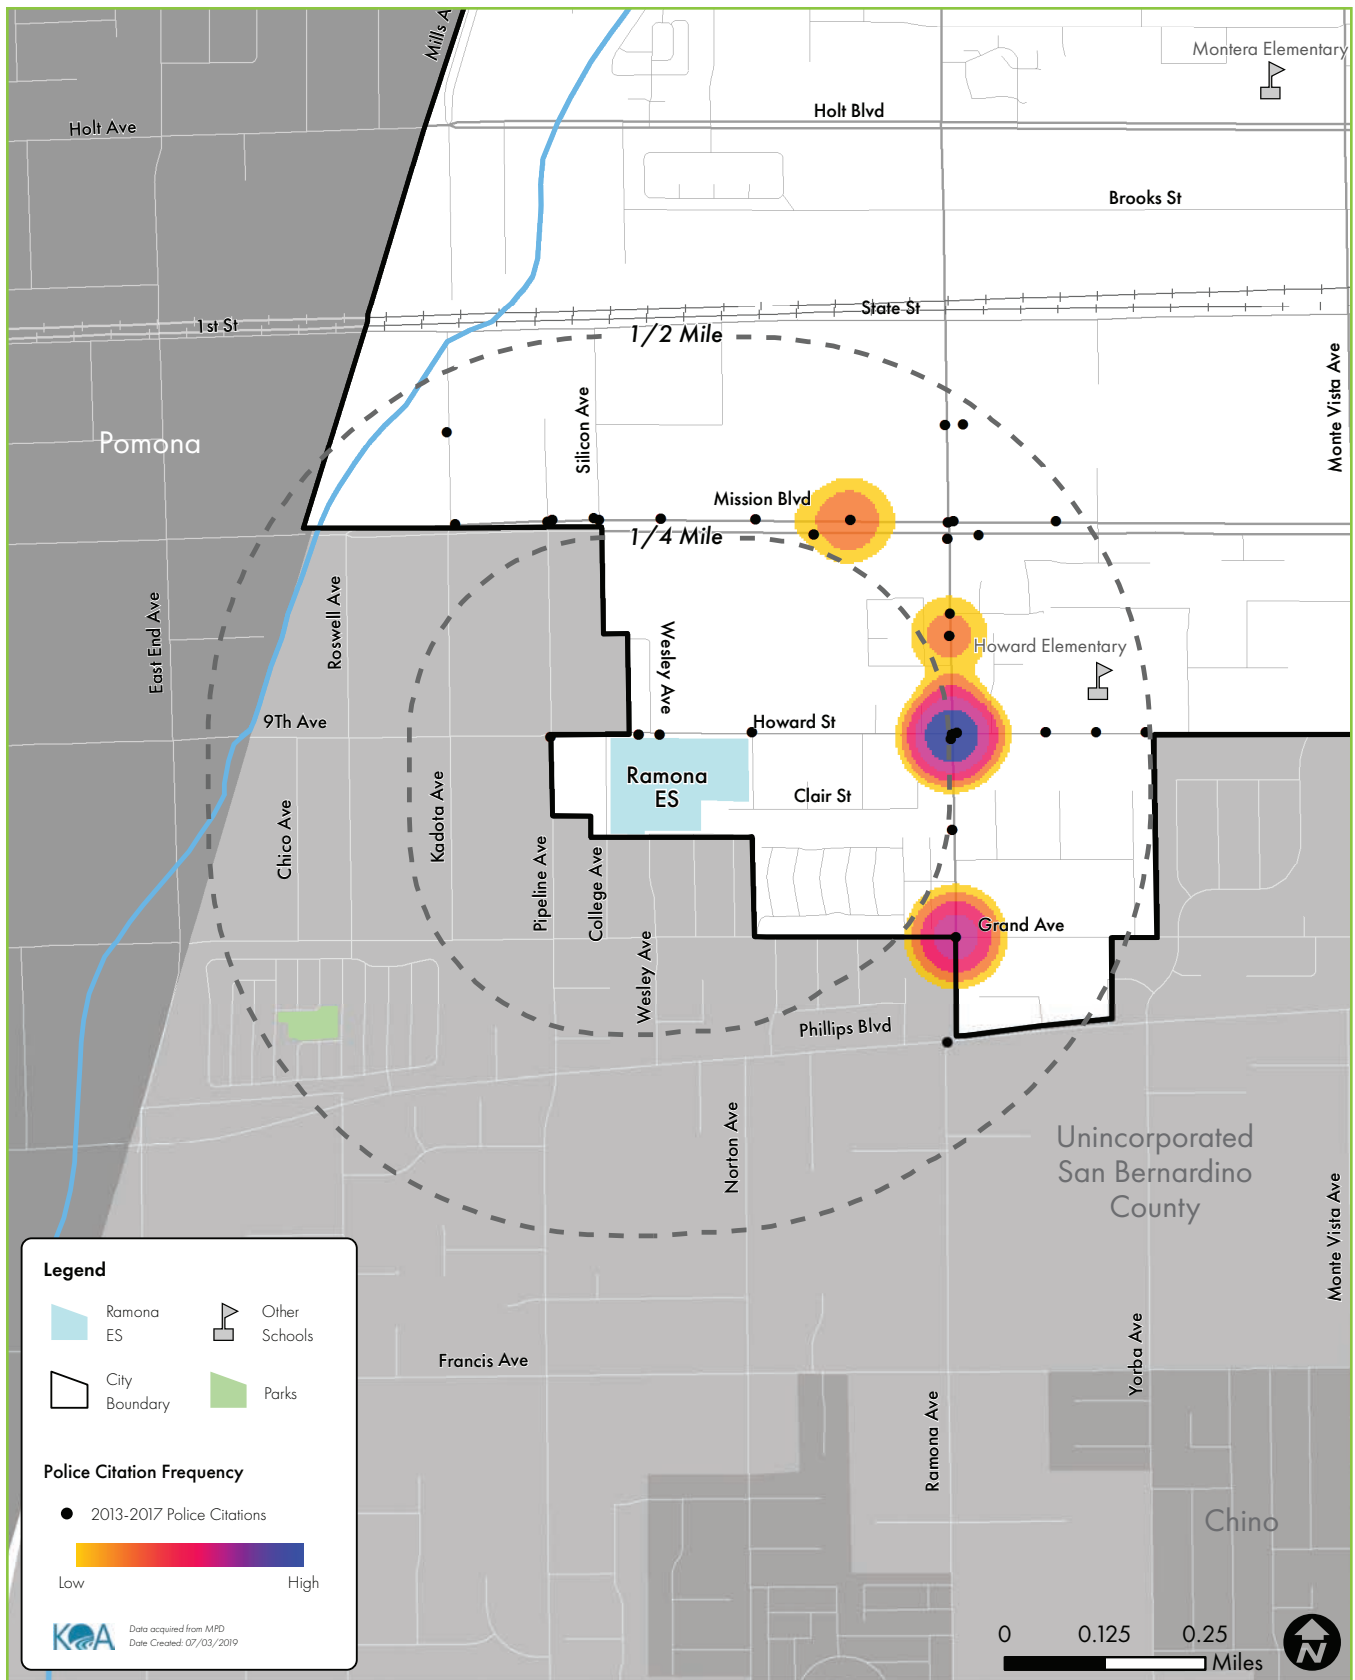 Mills A
Montera Elementary
Holt Blvd
Holt Ave
Brooks St
State St
1st St
1/2 Mile
Monte Vista Ave
Silicon Ave
Pomona
Mission Blvd
1/4 Mile
East End Ave
Roswell Ave
Wesley Ave
Howard Elementary
9Th Ave
Howard St
Ramona
ES
Clair St
Kadota Ave
Chico Ave
Pipeline Ave
College Ave
Grand Ave
Wesley Ave
Phillips Blvd
Norton Ave
Unincorporated
San Bernardino
County
Monte Vista Ave
Francis Ave
Yorba Ave
Ramona Ave
Chino
Legend
Ramona
ES
Other
Schools
City
Boundary
Parks
Police Citation Frequency
2013-2017 Police Citations
Low
High
KOA
Data acquired from MPD
Date Created: 07/03/2019
0 0.125 0.25
Miles
N